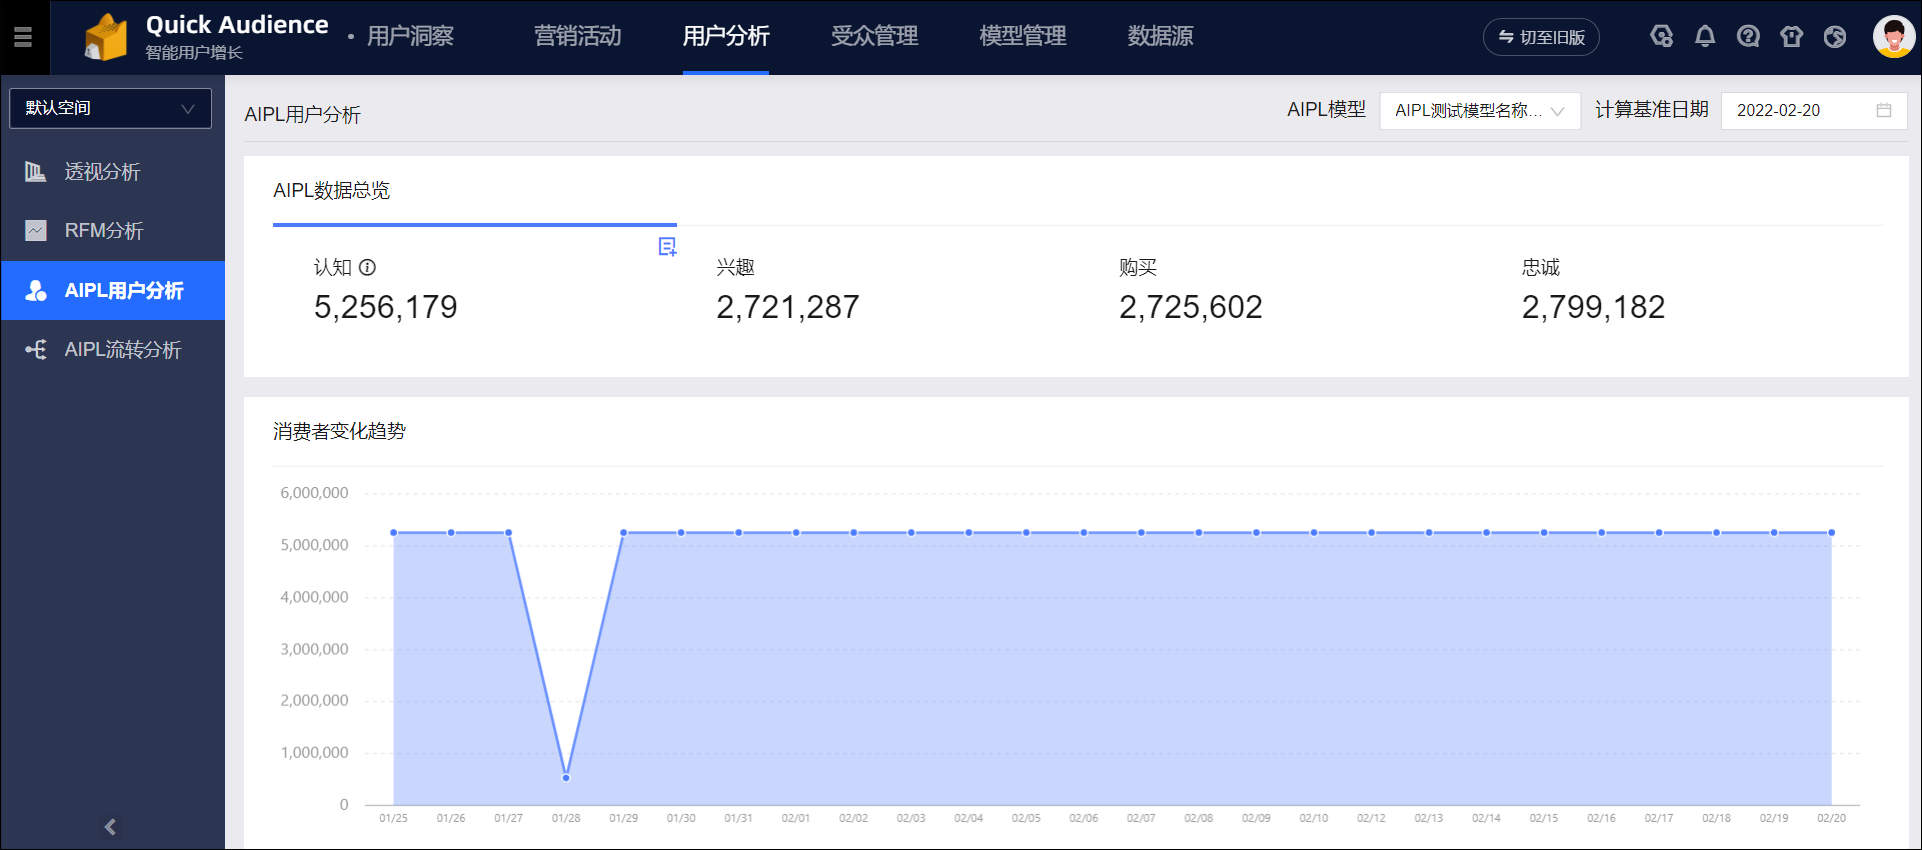 Quick Audience
智能用户增长
用户洞察
营销活动
用户分析
受众管理
模型管理
数据源
切至旧版
默认空间
透视分析
RFM分析
AIPL用户分析
AIPL流转分析
AIPL用户分析
AIPL模型
AIPL测试模型名称...
计算基准日期
2022-02-20
AIPL数据总览
认知
5,256,179
兴趣
2,721,287
购买
2,725,602
忠诚
2,799,182
消费者变化趋势
6,000,000
5,000,000
4,000,000
3,000,000
2,000,000
1,000,000
0
01/25 01/26 01/27 01/28 01/29 01/30 01/31 02/01 02/02 02/03 02/04 02/05 02/06 02/07 02/08 02/09 02/10 02/12 02/13 02/14 02/15 02/16 02/17 02/18 02/19 02/20